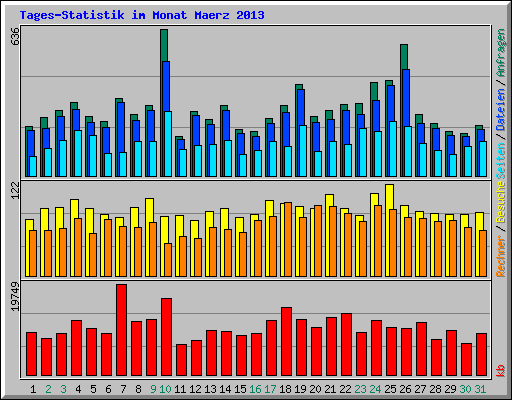 Tages-Statistik im Monat Maerz 2013
636
122
19749
Rechner / Besuche Seiten / Dateien / Anfragen
kb
1 2 3 4 5 6 7 8 9 10 11 12 13 14 15 16 17 18 19 20 21 22 23 24 25 26 27 28 29 30 31